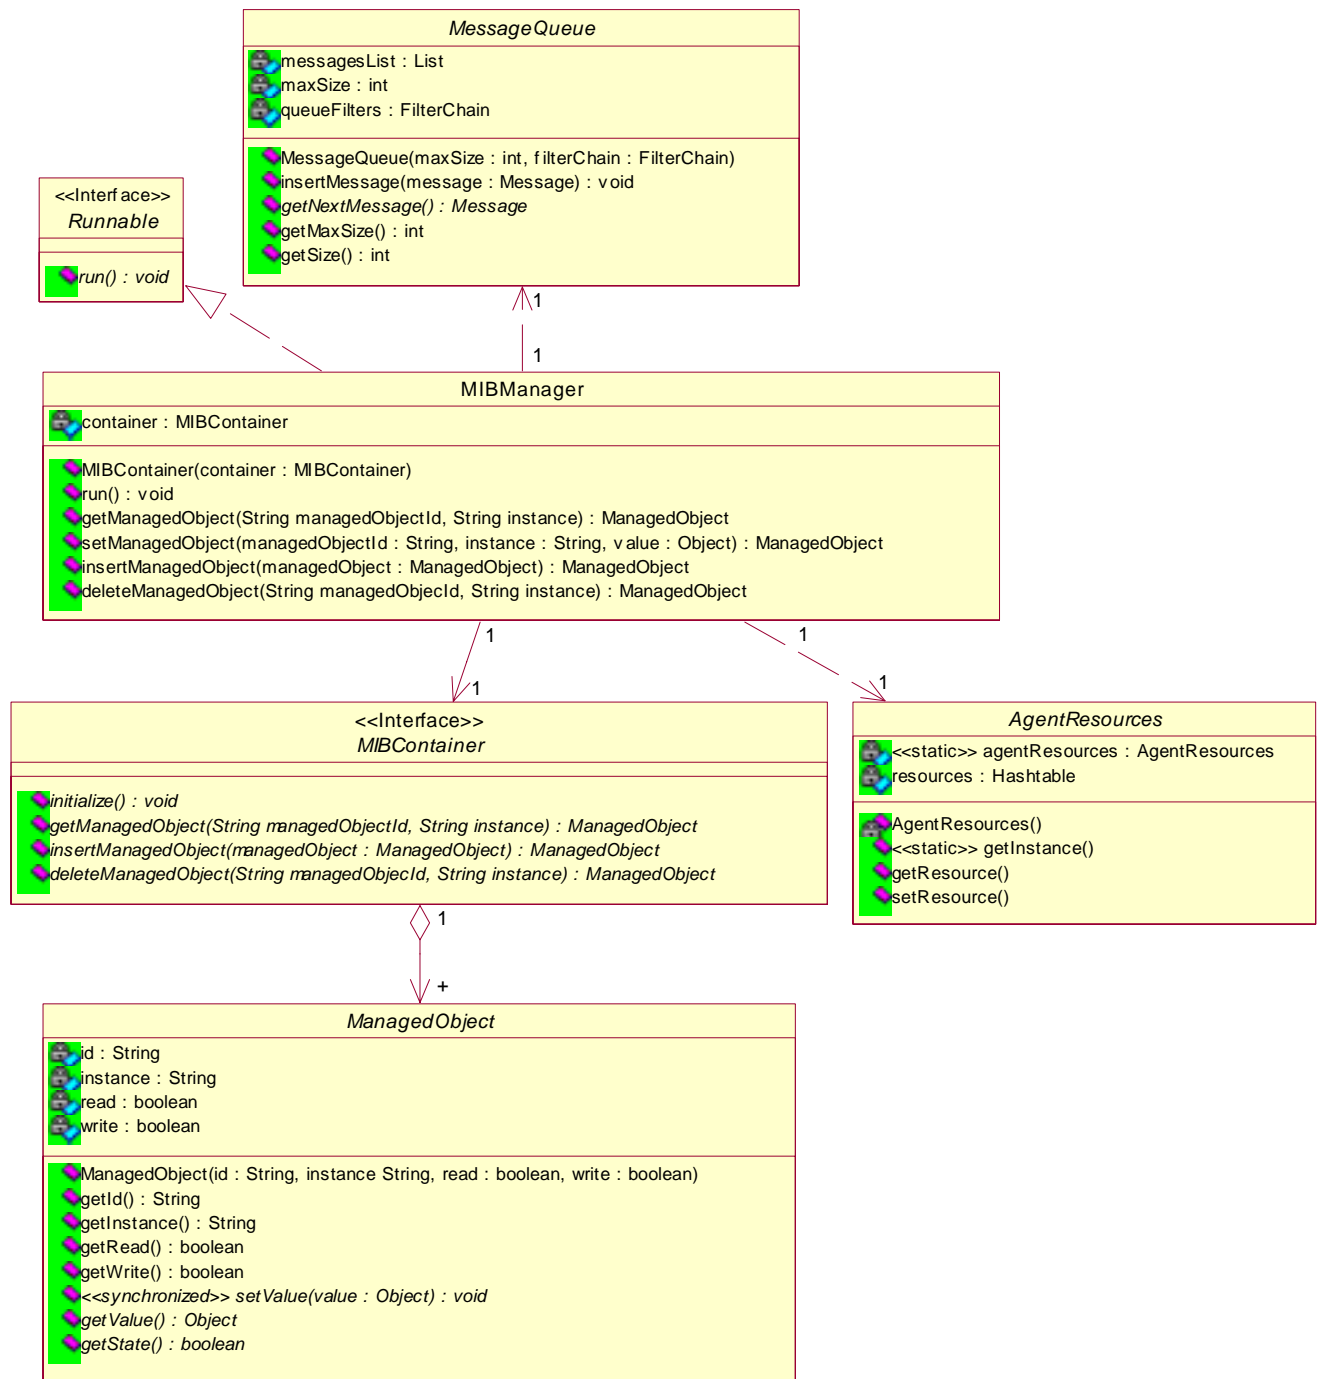 MessageQueue
messagesList : List
maxSize : int
queueFilters : FilterChain
MessageQueue(maxSize : int, filterChain : FilterChain)
insertMessage(message : Message) : void
getNextMessage() : Message
getMaxSize() : int
getSize() : int
<<Interface>>
Runnable
run() : void
1
1
MIBManager
container : MIBContainer
MIBContainer(container : MIBContainer)
run() : void
getManagedObject(String managedObjectId, String instance) : ManagedObject
setManagedObject(managedObjectId : String, instance : String, value : Object) : ManagedObject
insertManagedObject(managedObject : ManagedObject) : ManagedObject
deleteManagedObject(String managedObjecId, String instance) : ManagedObject
1
1
1
1
<<Interface>>
MIBContainer
initialize() : void
getManagedObject(String managedObjectId, String instance) : ManagedObject
insertManagedObject(managedObject : ManagedObject) : ManagedObject
deleteManagedObject(String managedObjecId, String instance) : ManagedObject
AgentResources
<<static>> agentResources : AgentResources
resources : Hashtable
AgentResources()
<<static>> getInstance()
getResource()
setResource()
1
+
ManagedObject
id : String
instance : String
read : boolean
write : boolean
ManagedObject(id : String, instance String, read : boolean, write : boolean)
getId() : String
getInstance() : String
getRead() : boolean
getWrite() : boolean
<<synchronized>> setValue(value : Object) : void
getValue() : Object
getState() : boolean